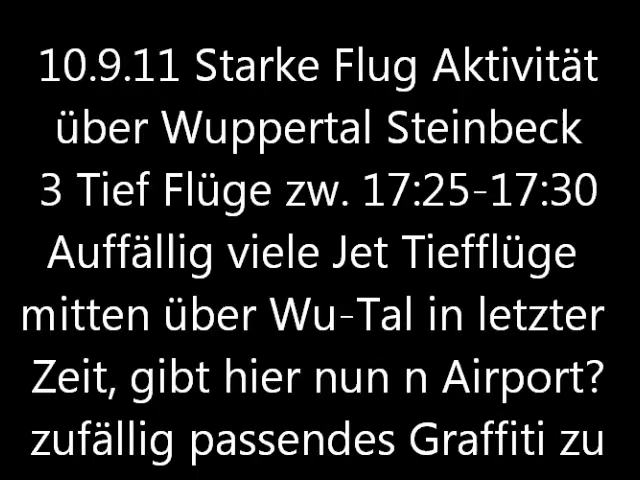 10.9.11 Starke Flug Aktivität
über Wuppertal Steinbeck
3 Tief Flüge zw. 17:25-17:30
Auffällig viele Jet Tiefflüge
mitten über Wu-Tal in letzter
Zeit, gibt hier nun n Airport?
zufällig passendes Graffiti zu